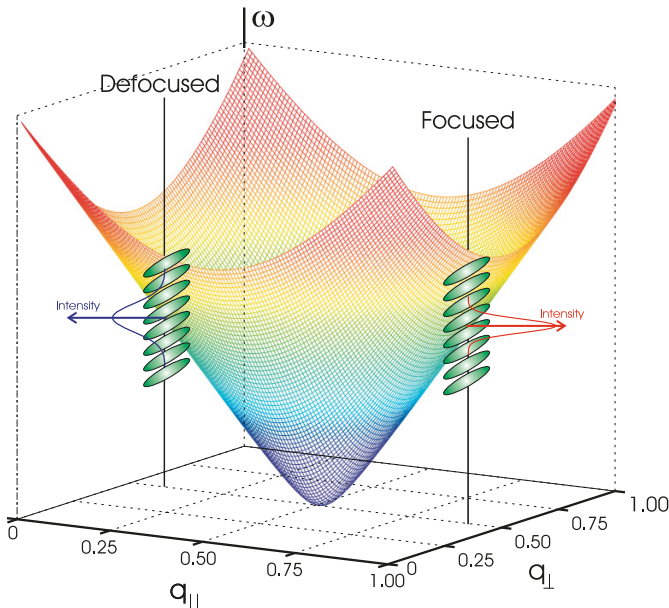 ω
Defocused
Focused
Intensity
Intensity
0
0.25
0.50
0.75
1.00
q||
0
0.25
0.50
0.75
1.00
q⊥